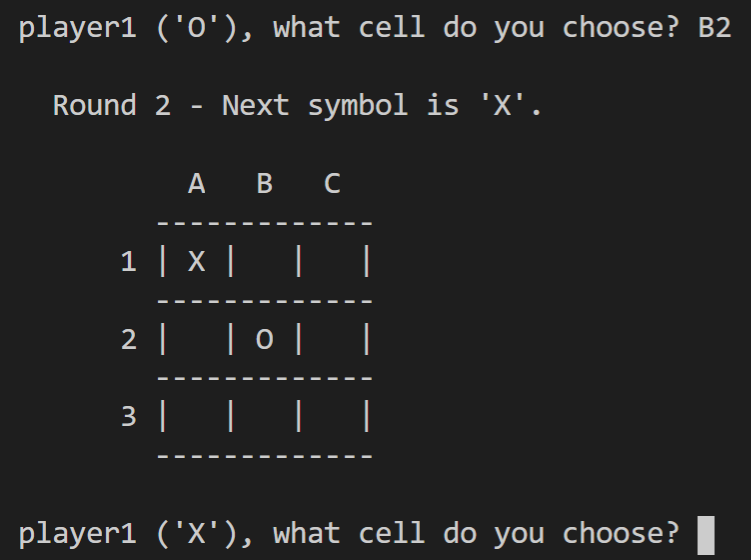 player1 ('O'), what cell do you choose? B2
Round 2 - Next symbol is 'X'.
A   B   C
-------------
1 | X |   |   |
-------------
2 |   | O |   |
-------------
3 |   |   |   |
-------------
player1 ('X'), what cell do you choose?